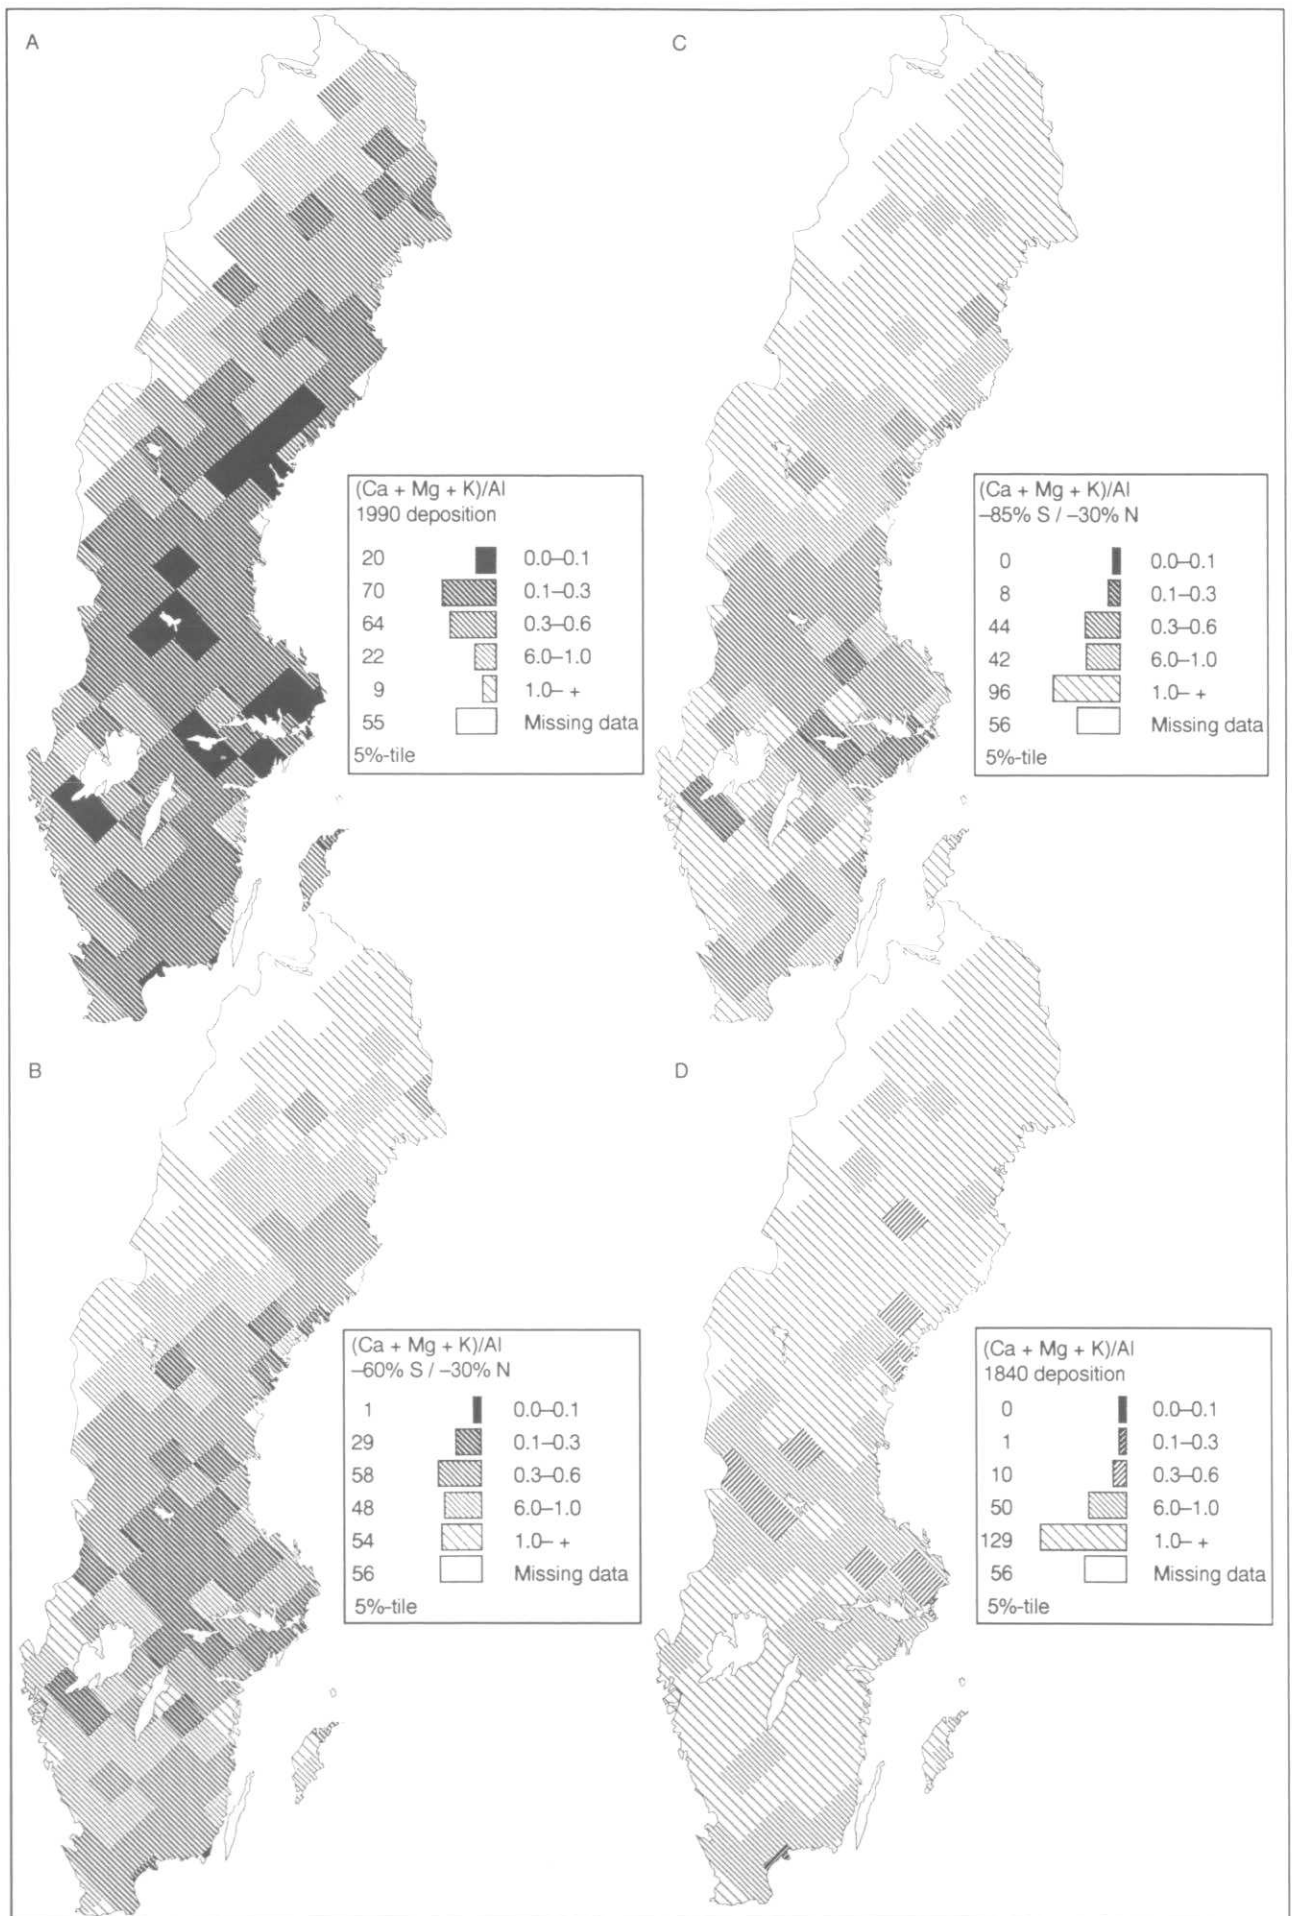 A
(Ca + Mg + K)/Al
1990 deposition
20 0.0–0.1
70 0.1–0.3
64 0.3–0.6
22 6.0–1.0
9 1.0– +
55 Missing data
5%-tile
C
(Ca + Mg + K)/Al
–85% S / –30% N
0 0.0–0.1
8 0.1–0.3
44 0.3–0.6
42 6.0–1.0
96 1.0– +
56 Missing data
5%-tile
B
(Ca + Mg + K)/Al
–60% S / –30% N
1 0.0–0.1
29 0.1–0.3
58 0.3–0.6
48 6.0–1.0
54 1.0– +
56 Missing data
5%-tile
D
(Ca + Mg + K)/Al
1840 deposition
0 0.0–0.1
1 0.1–0.3
10 0.3–0.6
50 6.0–1.0
129 1.0– +
56 Missing data
5%-tile